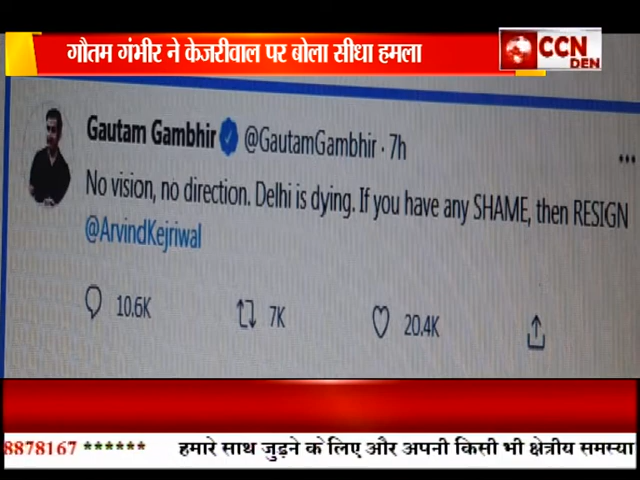 गौतम गंभीर ने केजरीवाल पर बोला सीधा हमला
CCN
DEN
Gautam Gambhir @GautamGambhir · 7h
No vision, no direction. Delhi is dying. If you have any SHAME, then RESIGN
@ArvindKejriwal
10.6K 7K 20.4K
8878167 ****** हमारे साथ जुड़ने के लिए और अपनी किसी भी क्षेत्रीय समस्या